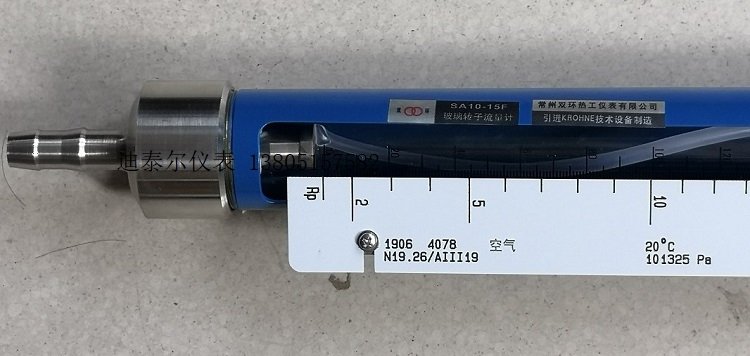 SA10-15F
玻璃转子流量计
常州双环热工仪表有限公司
引进KROHNE技术设备制造
迪泰尔仪表
Rp
2
5
10
1906 4078 空气
N19.26/AIII19
20°C
101325 Pa